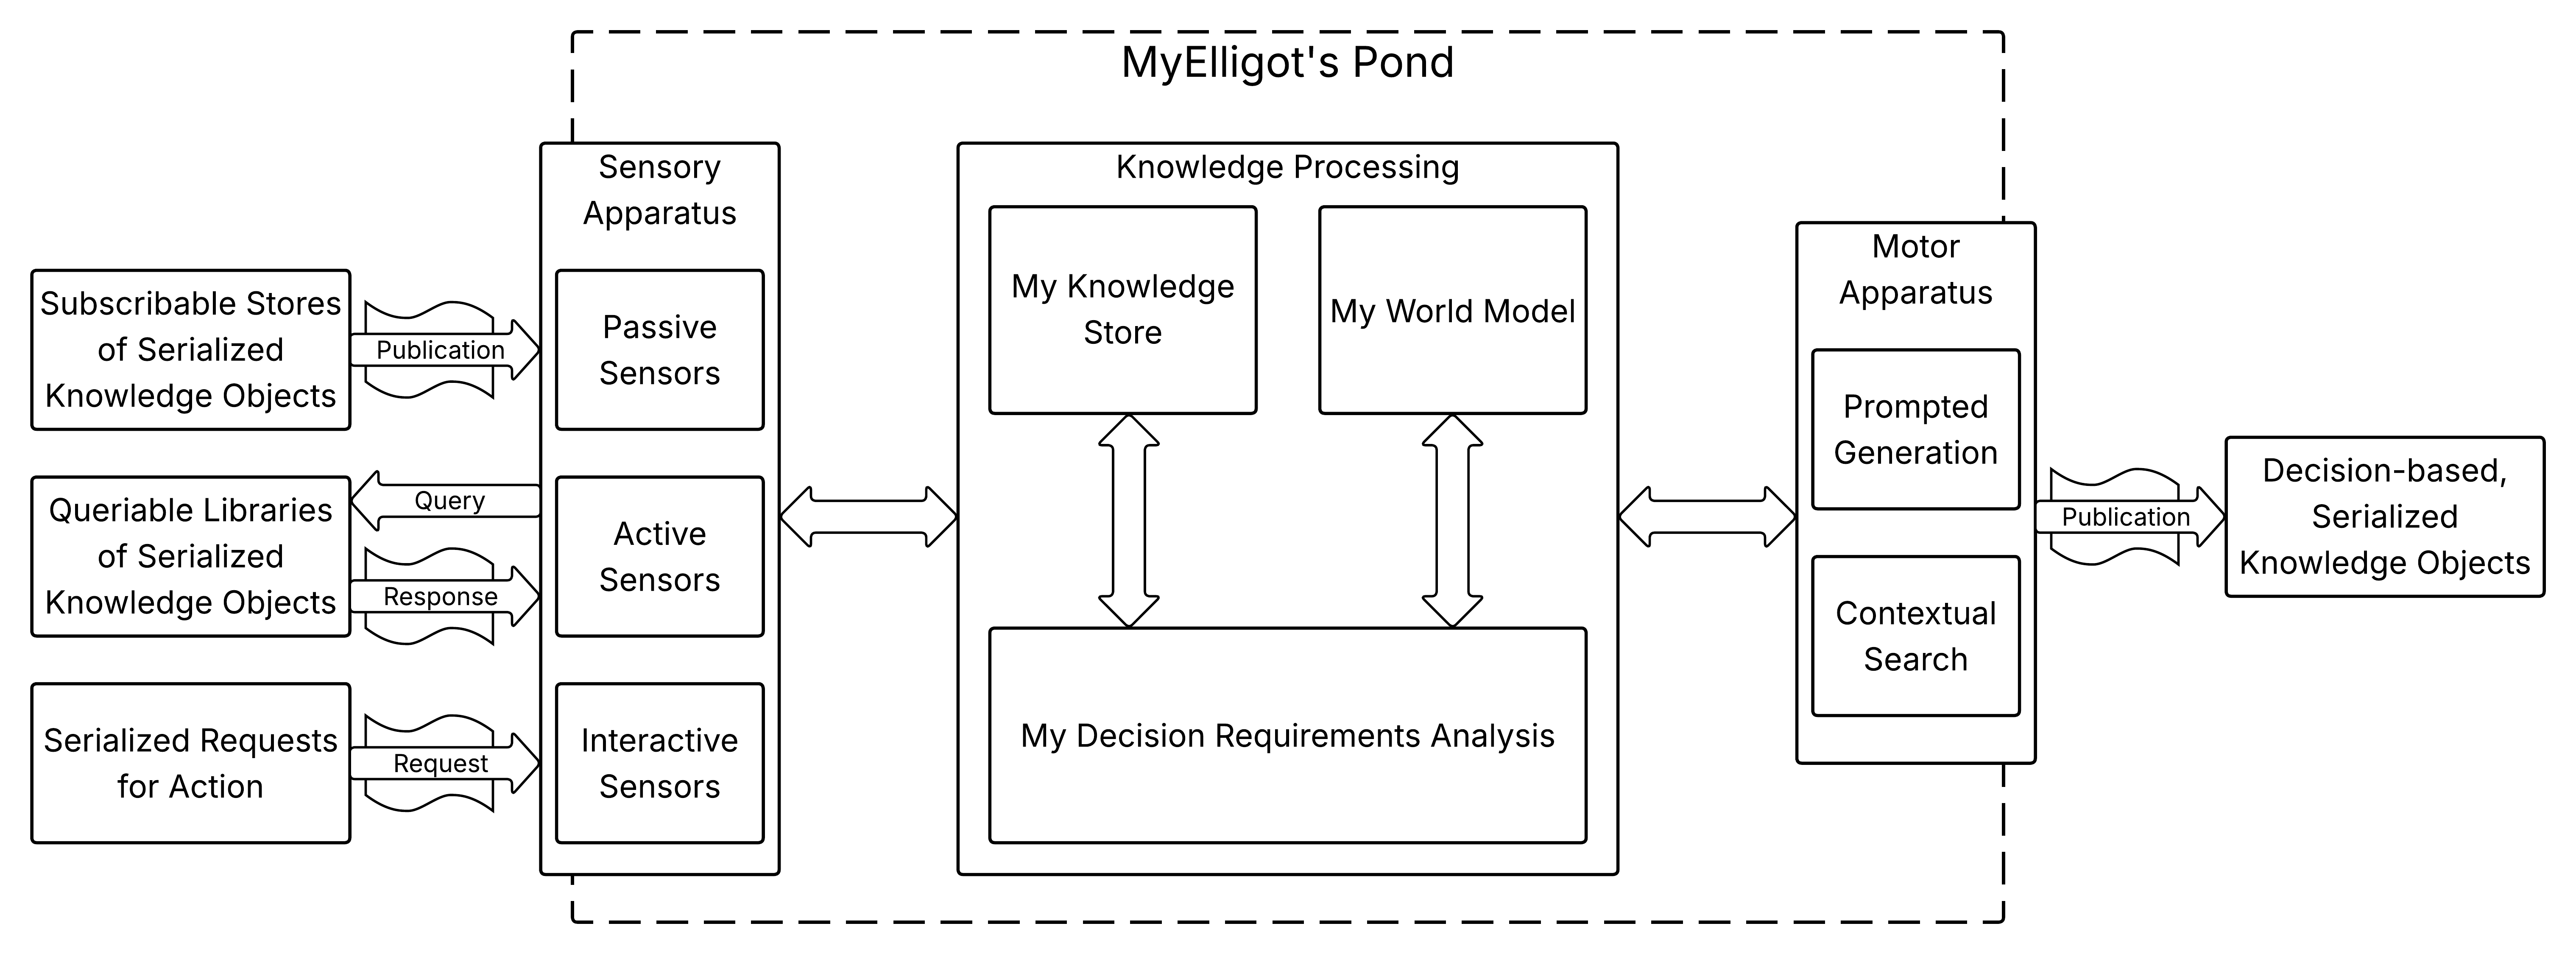 MyElligot's Pond
Sensory
Apparatus
Knowledge Processing
My Knowledge
Store
My World Model
Motor
Apparatus
Subscribable Stores
of Serialized
Knowledge Objects
Publication
Passive
Sensors
Prompted
Generation
Queriable Libraries
of Serialized
Knowledge Objects
Query
Response
Active
Sensors
Publication
Decision-based,
Serialized
Knowledge Objects
Contextual
Search
Serialized Requests
for Action
Request
Interactive
Sensors
My Decision Requirements Analysis